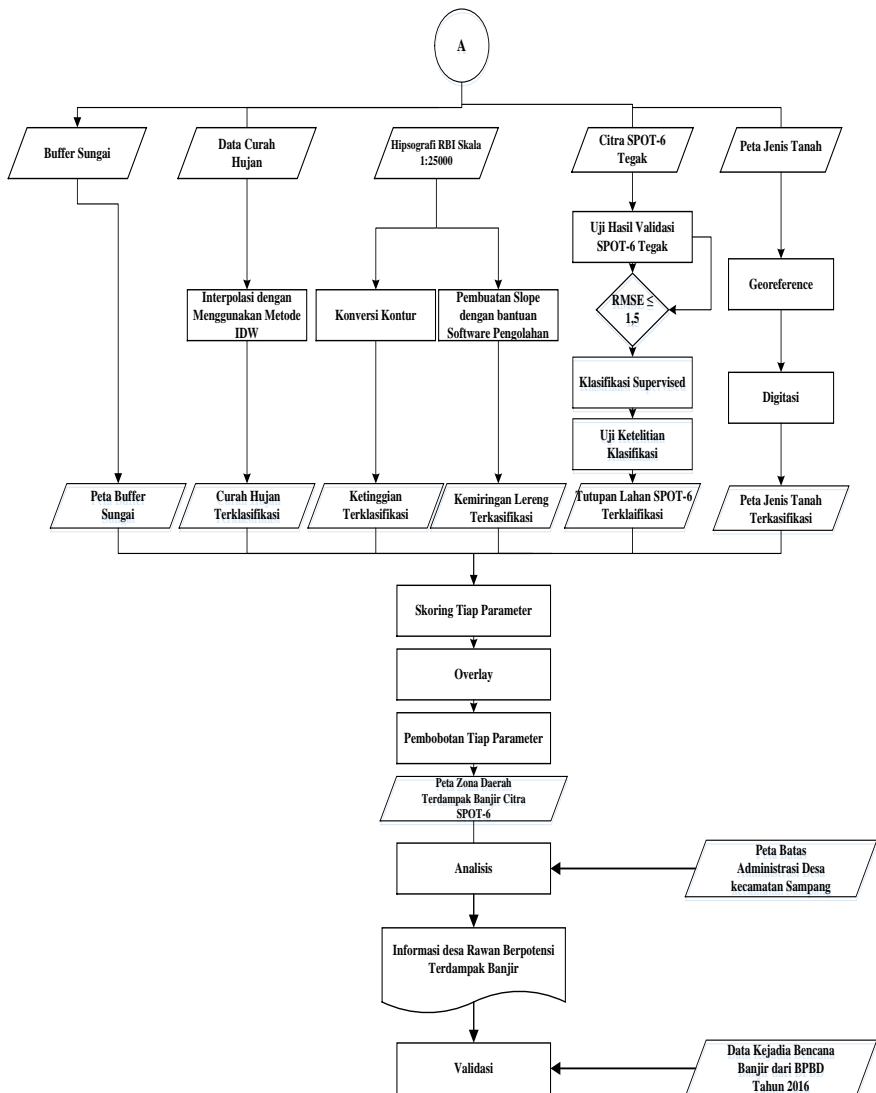 A
Buffer Sungai
Data Curah
Hujan
Hipsografi RBI Skala
1:25000
Citra SPOT-6
Tegak
Peta Jenis Tanah
Uji Hasil Validasi
SPOT-6 Tegak
Georeference
RMSE ≤
1,5
Interpolasi dengan
Menggunakan Metode
IDW
Konversi Kontur
Pembuatan Slope
dengan bantuan
Software Pengolahan
Klasifikasi Supervised
Digitasi
Uji Ketelitian
Klasifikasi
Peta Buffer
Sungai
Curah Hujan
Terklasifikasi
Ketinggian
Terklasifikasi
Kemiringan Lereng
Terkasifikasi
Tutupan Lahan SPOT-6
Terklaifikasi
Peta Jenis Tanah
Terkasifikasi
Skoring Tiap Parameter
Overlay
Pembobotan Tiap Parameter
Peta Zona Daerah
Terdampak Banjir Citra
SPOT-6
Analisis
Peta Batas
Administrasi Desa
kecamatan Sampang
Informasi desa Rawan Berpotensi
Terdampak Banjir
Validasi
Data Kejadia Bencana
Banjir dari BPBD
Tahun 2016